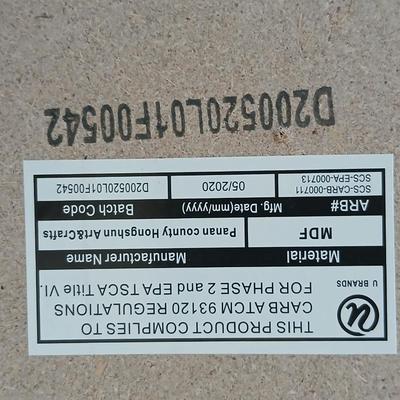 THIS PRODUCT COMPLIES TO
CARB ATCM 93120 REGULATIONS
FOR PHASE 2 and EPA TSCA Title VI.
U
U BRANDS
Material
Manufacturer Name
MDF
Panan county Hongshun Art&Crafts
ARB#
Mfg. Date(mm/yyyy)
Batch Code
SCS-CARB-000711
SCS-EPA-000713
05/2020
D200520L01F00542
D200520L01F00542